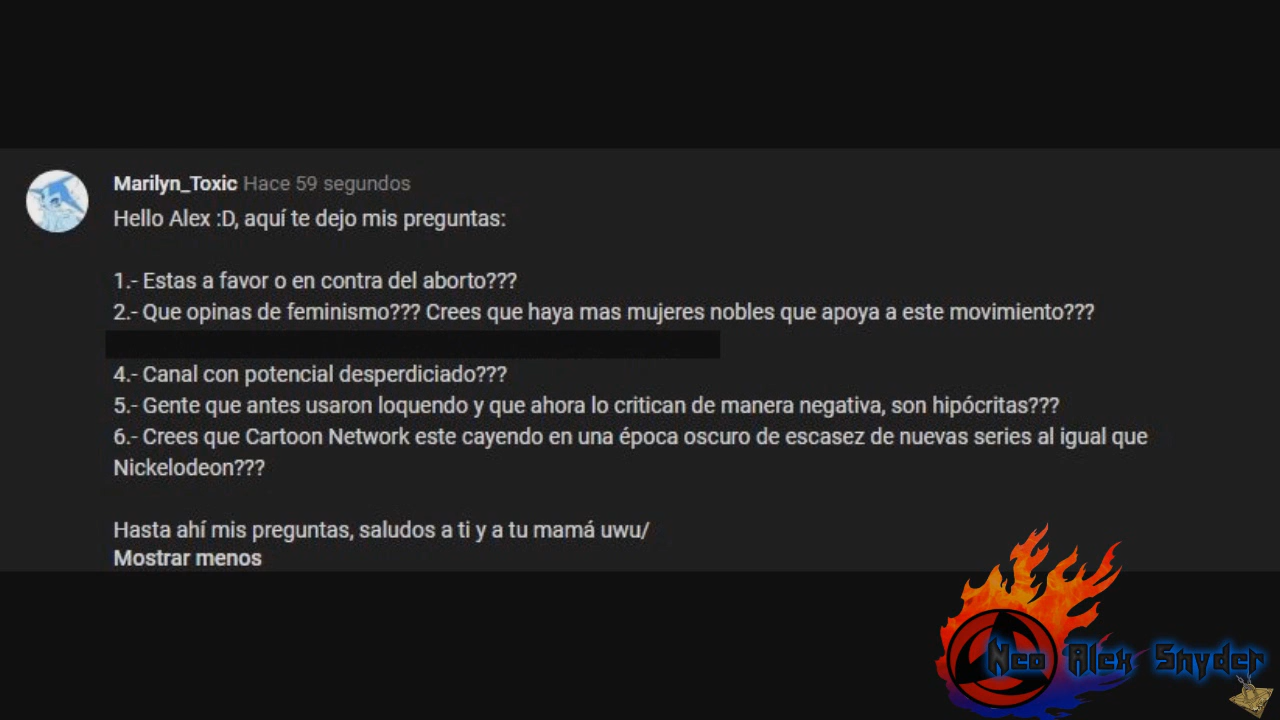 Marilyn_Toxic Hace 59 segundos
Hello Alex :D, aquí te dejo mis preguntas:
1.- Estas a favor o en contra del aborto???
2.- Que opinas de feminismo??? Crees que haya mas mujeres nobles que apoya a este movimiento???
4.- Canal con potencial desperdiciado???
5.- Gente que antes usaron loquendo y que ahora lo critican de manera negativa, son hipócritas???
6.- Crees que Cartoon Network este cayendo en una época oscuro de escasez de nuevas series al igual que
Nickelodeon???
Hasta ahí mis preguntas, saludos a ti y a tu mamá uwu/
Mostrar menos
Neo Alex Snyder